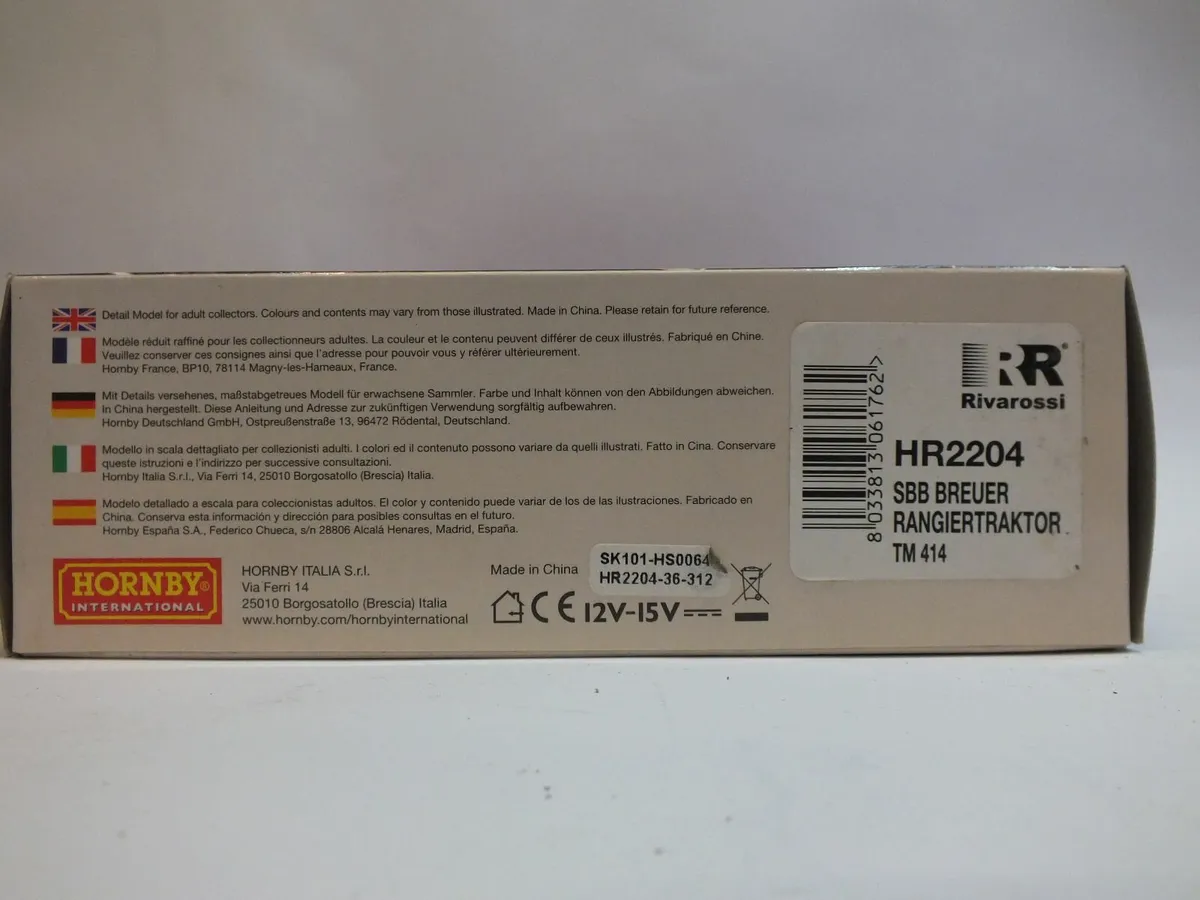 Detail Model for adult collectors. Colours and contents may vary from those illustrated. Made in China. Please retain for future reference.
Modèle réduit raffiné pour les collectionneurs adultes. La couleur et le contenu peuvent différer de ceux illustrés. Fabriqué en Chine.
Veuillez conserver ces consignes ainsi que l'adresse pour pouvoir vous y référer ultérieurement.
Hornby France, BP10, 78114 Magny-les-Hameaux, France.
Mit Details versehenes, maßstabgetreues Modell für erwachsene Sammler. Farbe und Inhalt können von den Abbildungen abweichen.
In China hergestellt. Diese Anleitung und Adresse zur zukünftigen Verwendung sorgfältig aufbewahren.
Hornby Deutschland GmbH, Ostpreußenstraße 13, 96472 Rödental, Deutschland.
Modello in scala dettagliato per collezionisti adulti. I colori ed il contenuto possono variare da quelli illustrati. Fatto in Cina. Conservare
queste istruzioni e l'indirizzo per successive consultazioni.
Hornby Italia S.r.l., Via Ferri 14, 25010 Borgosatollo (Brescia) Italia.
Modelo detallado a escala para coleccionistas adultos. El color y contenido puede variar de los de las ilustraciones. Fabricado en
China. Conserva esta información y dirección para posibles consultas en el futuro.
Hornby España S.A., Federico Chueca, s/n 28806 Alcalá Henares, Madrid, España.
HORNBY®
INTERNATIONAL
HORNBY ITALIA S.r.l.
Via Ferri 14
25010 Borgosatollo (Brescia) Italia
www.hornby.com/hornbyinternational
Made in China
SK101-HS0064
HR2204-36-312
CE 12V-15V
8 033813 061762 >
RR®
Rivarossi
HR2204
SBB BREUER
RANGIERTRAKTOR
TM 414